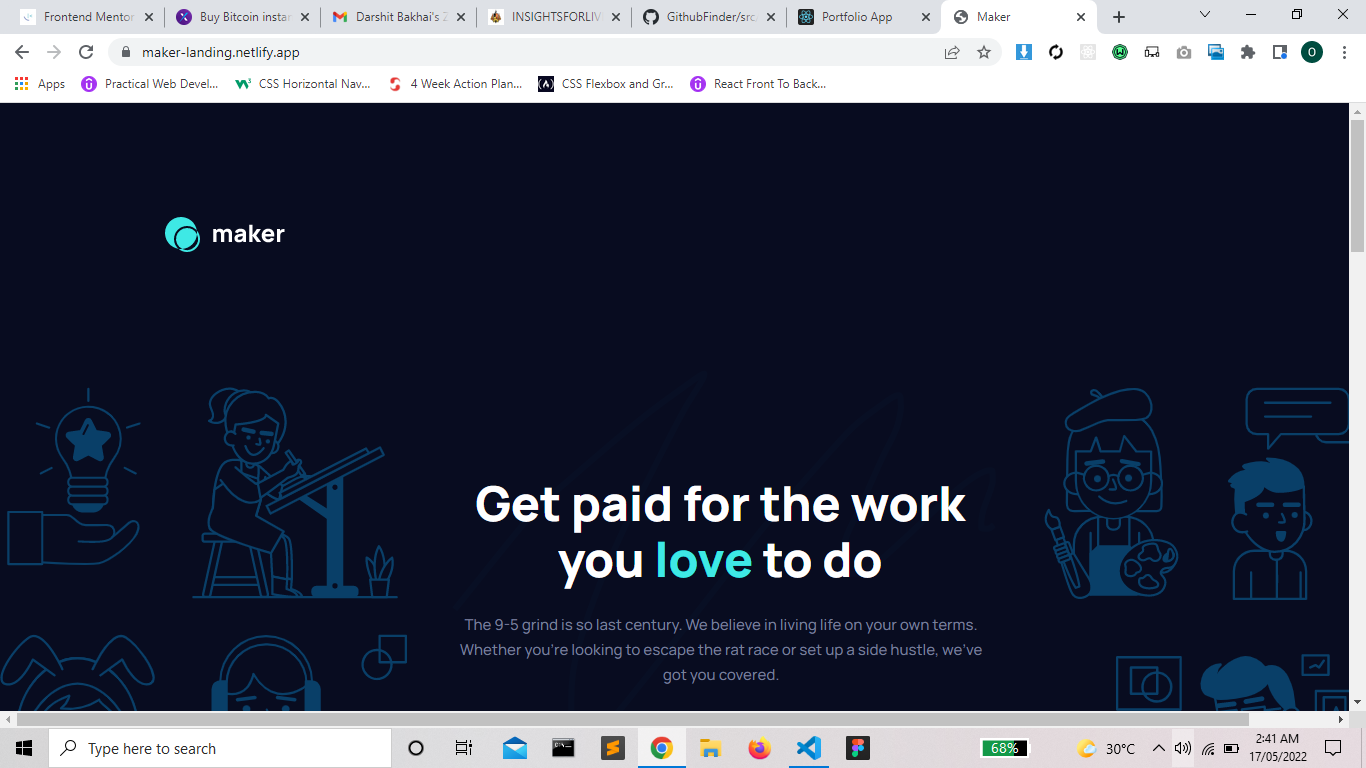 Frontend Mentor
Buy Bitcoin instar
Darshit Bakhai's Z
INSIGHTSFORLIV
GithubFinder/src
Portfolio App
Maker
maker-landing.netlify.app
O
Apps
Practical Web Devel...
CSS Horizontal Nav...
4 Week Action Plan...
CSS Flexbox and Gr...
React Front To Back...
maker
Get paid for the work
you love to do
The 9-5 grind is so last century. We believe in living life on your own terms.
Whether you're looking to escape the rat race or set up a side hustle, we've
got you covered.
Type here to search
68%
30°C
2:41 AM
17/05/2022